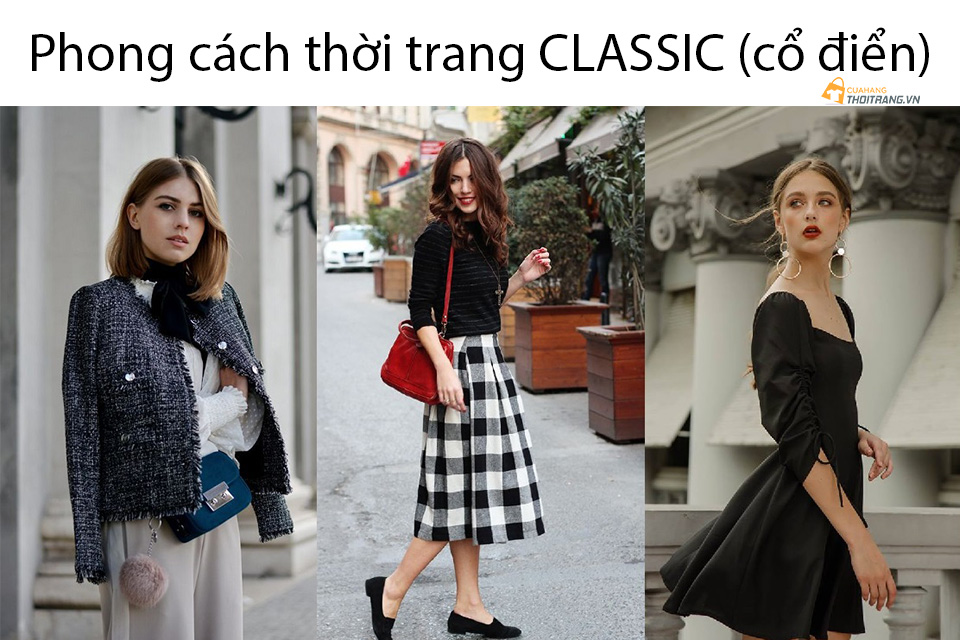 Phong cách thời trang CLASSIC (cổ điển)
CUAHANG
THOITRANG.VN